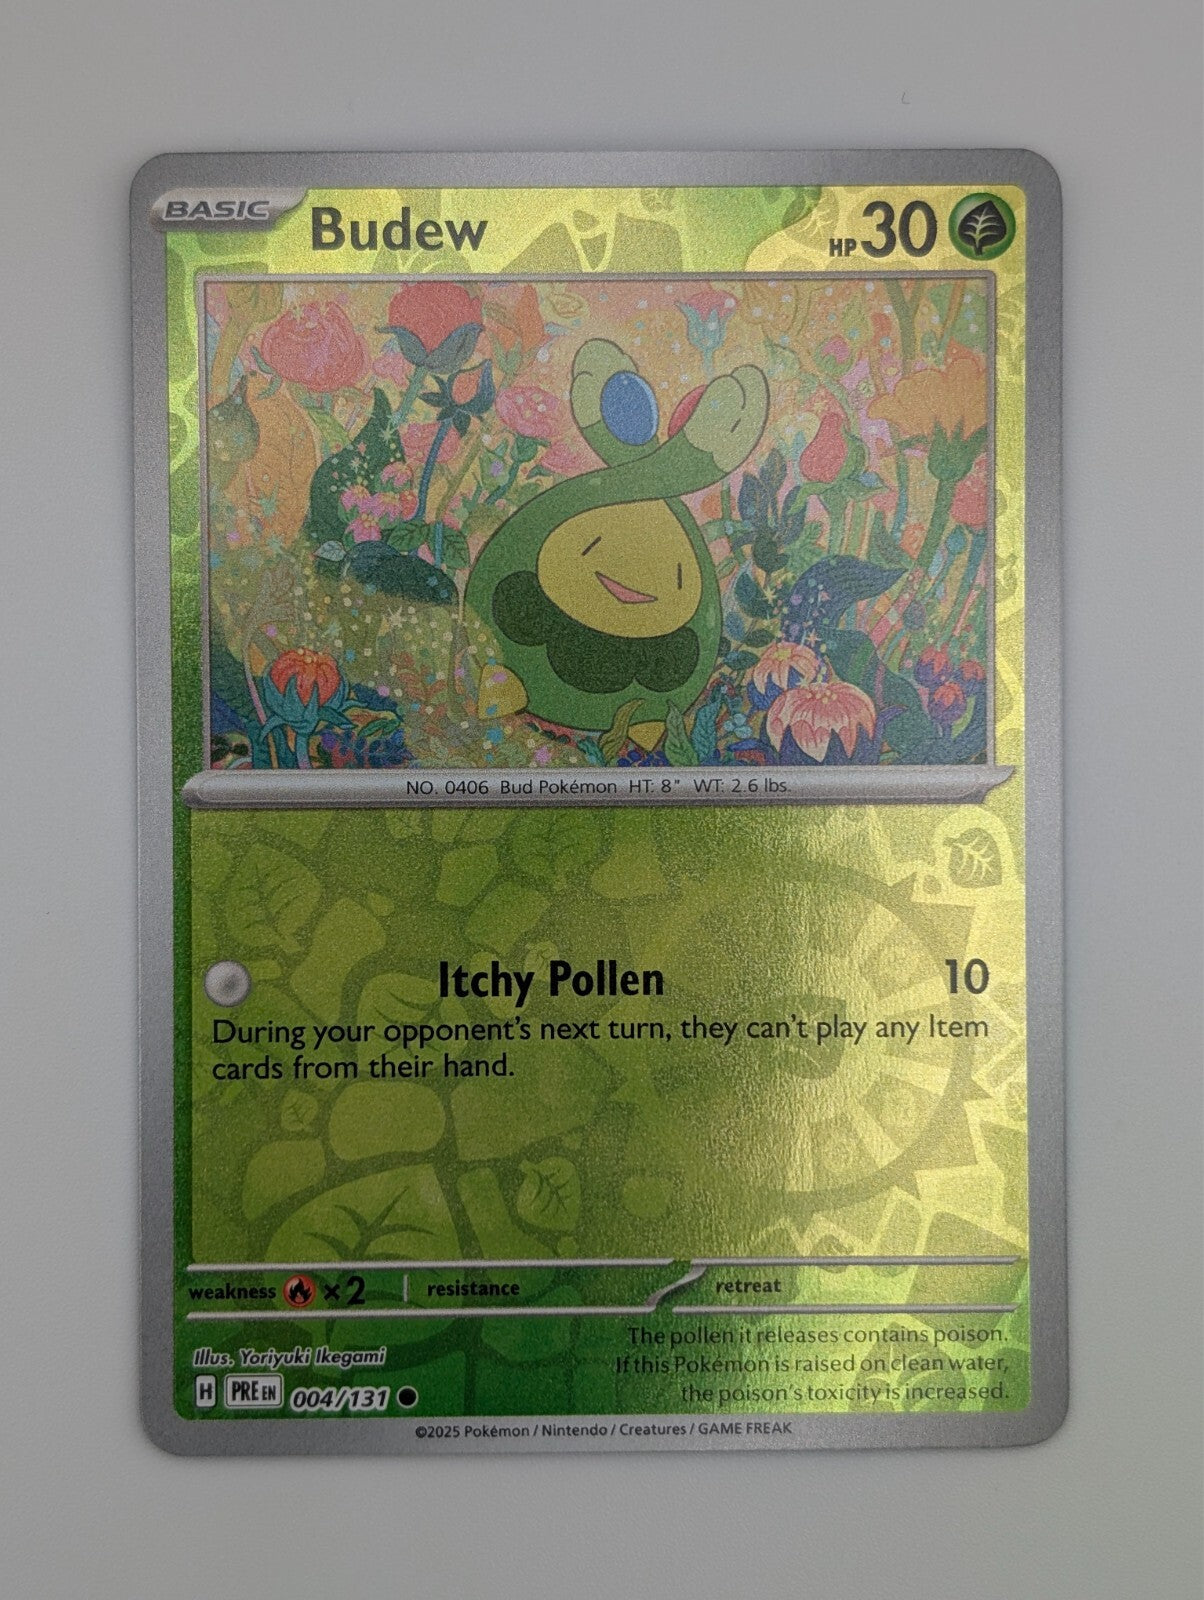 BASIC Budew HP 30
NO. 0406 Bud Pokémon HT: 8" WT: 2.6 lbs.
Itchy Pollen 10
During your opponent's next turn, they can't play any Item
cards from their hand.
weakness ×2 resistance retreat
The pollen it releases contains poison.
If this Pokémon is raised on clean water,
the poison's toxicity is increased.
Illus. Yoriyuki Ikegami
H PRE EN 004/131
©2025 Pokémon / Nintendo / Creatures / GAME FREAK